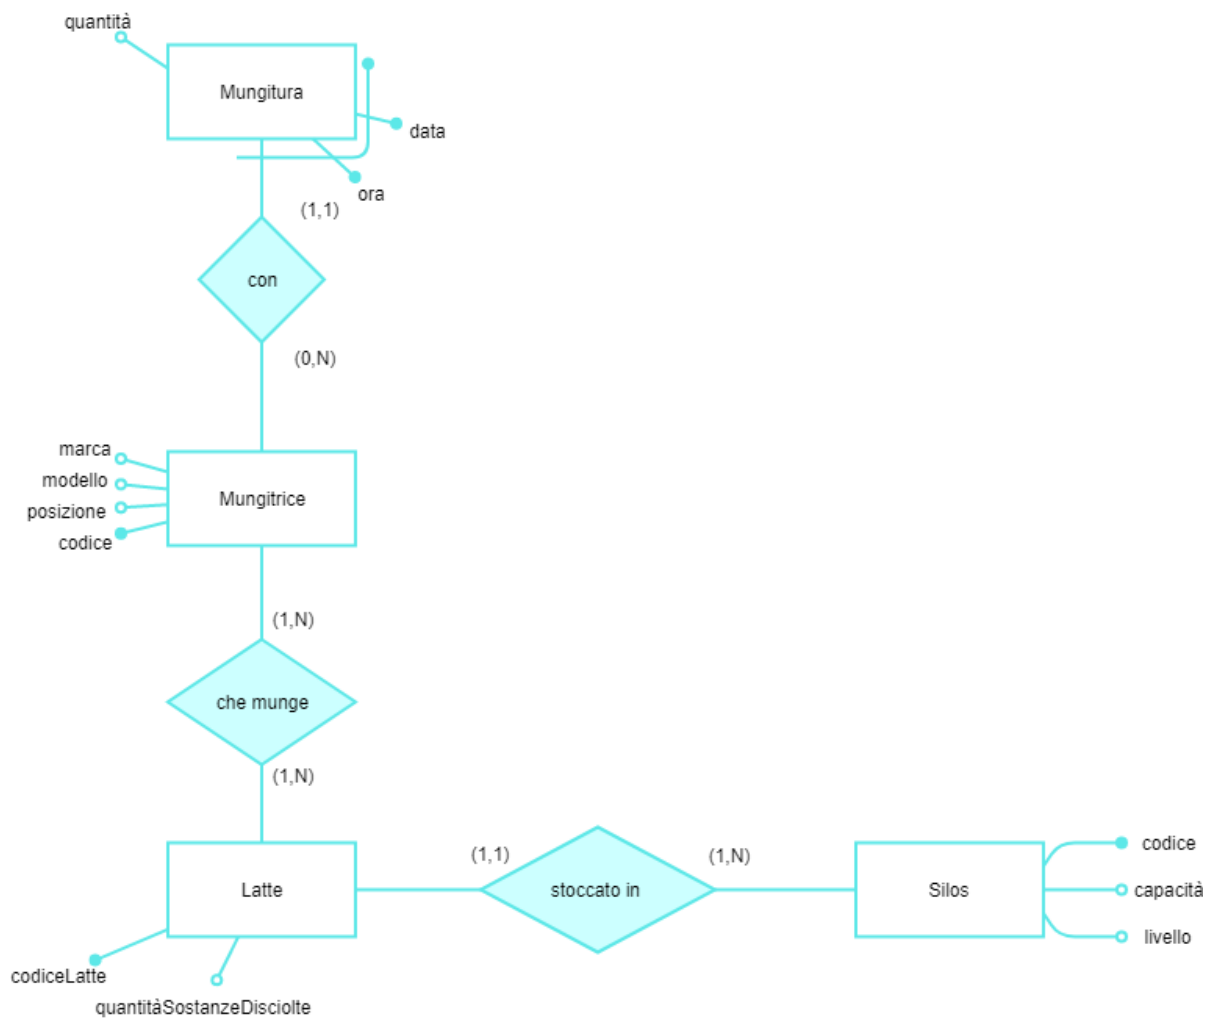 quantità
Mungitura
data
ora
(1,1)
con
(0,N)
marca
modello
posizione
codice
Mungitrice
(1,N)
che munge
(1,N)
Latte
(1,1)
stoccato in
(1,N)
Silos
codice
capacità
livello
codiceLatte
quantitàSostanzeDisciolte